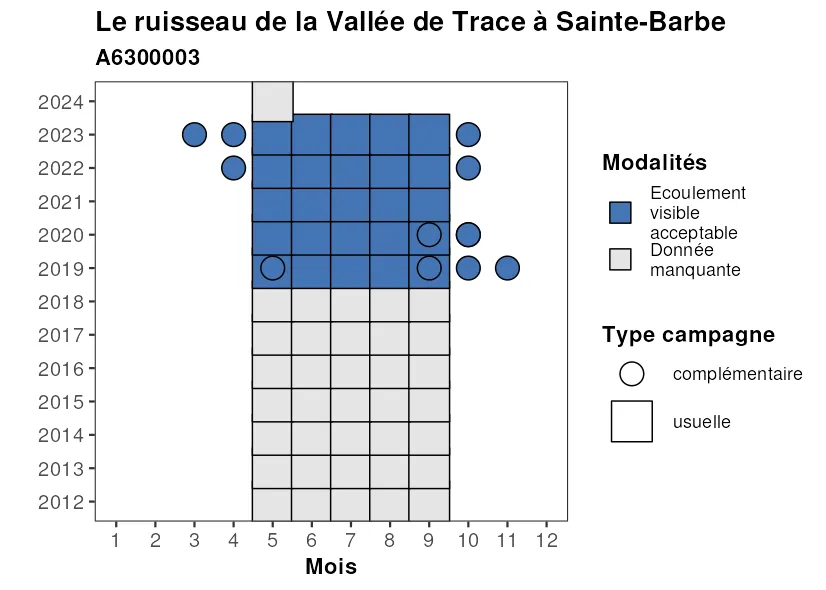 Le ruisseau de la Vallée de Trace à Sainte-Barbe
A6300003
2024
2023
2022
2021
2020
2019
2018
2017
2016
2015
2014
2013
2012
1 2 3 4 5 6 7 8 9 10 11 12
Mois
Modalités
Ecoulement
visible
acceptable
Donnée
manquante
Type campagne
complémentaire
usuelle